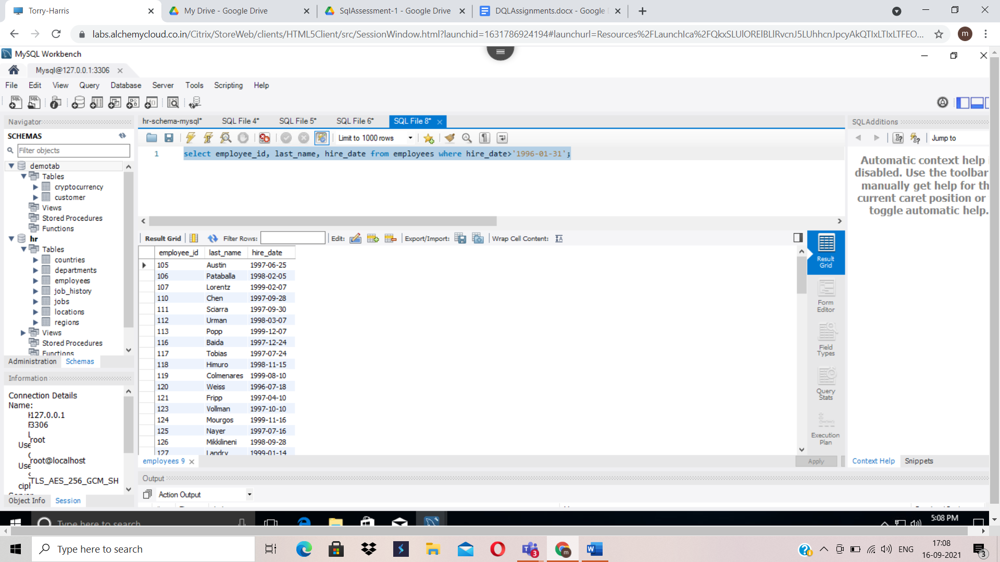 Torry-Harris
My Drive - Google Drive
SqlAssessment-1 - Google Drive
DQLAssignments.docx - Google
labs.alchemycloud.co.in/Citrix/StoreWeb/clients/HTML5Client/src/SessionWindow.html?launchid=1631786924194#launchurl=Resources%2FLaunchIca%2FQkxSLUlORElBLlRvcnJ5LUhhcnJpcyAkQTIxLTIxLTFEO...
m
MySQL Workbench
Mysql@127.0.0.1:3306
File Edit View Query Database Server Tools Scripting Help
Navigator
SCHEMAS
Filter objects
demotab
Tables
cryptocurrency
customer
Views
Stored Procedures
Functions
hr
Tables
countries
departments
employees
job_history
jobs
locations
regions
Views
Stored Procedures
Functions
Administration Schemas
Information
Connection Details
Name:
127.0.0.1
3306
root
Use
root@localhost
Use
TLS_AES_256_GCM_SH
ciph
Object Info Session
hr-schema-mysql* SQL File 4* SQL File 5* SQL File 6* SQL File 8*
Limit to 1000 rows
1 select employee_id, last_name, hire_date from employees where hire_date>'1996-01-31';
Result Grid Filter Rows: Edit: Export/Import: Wrap Cell Content:
employee_id last_name hire_date
105 Austin 1997-06-25
106 Pataballa 1998-02-05
107 Lorentz 1999-02-07
110 Chen 1997-09-28
111 Sciarra 1997-09-30
112 Urman 1998-03-07
113 Popp 1999-12-07
116 Baida 1997-12-24
117 Tobias 1997-07-24
118 Himuro 1998-11-15
119 Colmenares 1999-08-10
120 Weiss 1996-07-18
121 Fripp 1997-04-10
123 Vollman 1997-10-10
124 Mourgos 1999-11-16
125 Nayer 1997-07-16
126 Mikkilineni 1998-09-28
127 Landry 1999-01-14
employees 9
Result
Grid
Form
Editor
Field
Types
Query
Stats
Execution
Plan
Apply
Output
Action Output
SQLAdditions
Jump to
Automatic context help
disabled. Use the toolbar
manually get help for th
current caret position or
toggle automatic help.
Context Help Snippets
Type here to search
5:08 PM
Type here to search
3
m
ENG
17:08
16-09-2021
3